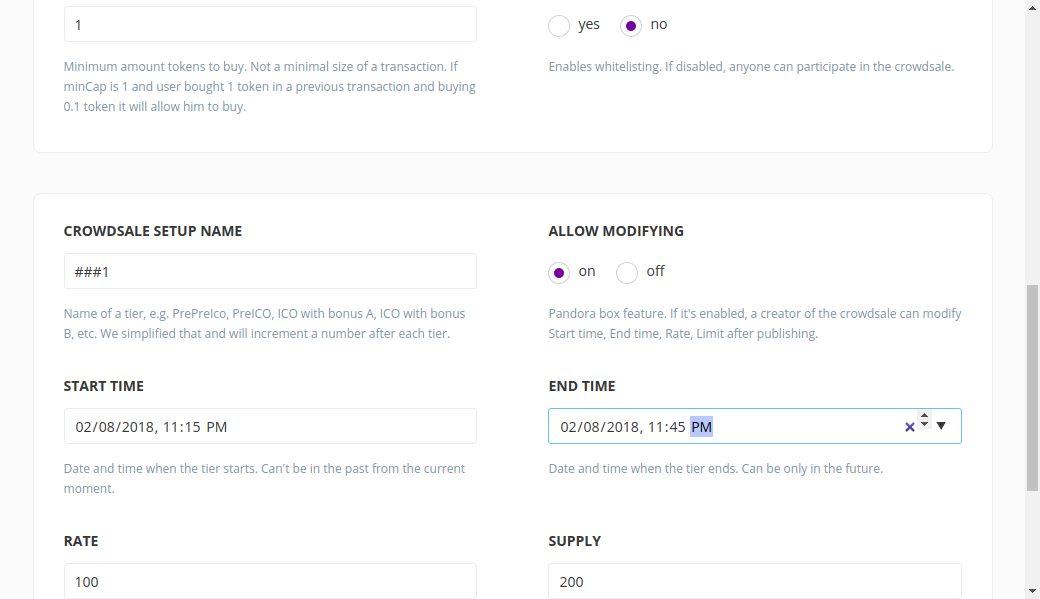 1
yes no
Minimum amount tokens to buy. Not a minimal size of a transaction. If
minCap is 1 and user bought 1 token in a previous transaction and buying
0.1 token it will allow him to buy.
Enables whitelisting. If disabled, anyone can participate in the crowdsale.
CROWDSALE SETUP NAME
###1
Name of a tier, e.g. PrePreIco, PreICO, ICO with bonus A, ICO with bonus
B, etc. We simplified that and will increment a number after each tier.
ALLOW MODIFYING
on off
Pandora box feature. If it's enabled, a creator of the crowdsale can modify
Start time, End time, Rate, Limit after publishing.
START TIME
02/08/2018, 11:15 PM
Date and time when the tier starts. Can't be in the past from the current
moment.
END TIME
02/08/2018, 11:45 PM
Date and time when the tier ends. Can be only in the future.
RATE
100
SUPPLY
200